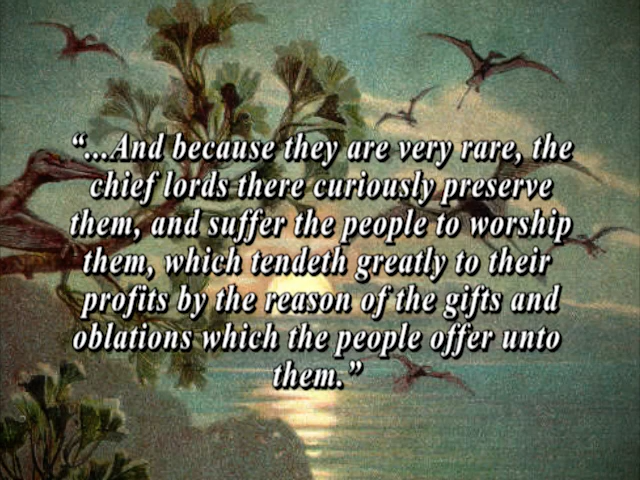 “...And because they are very rare, the
chief lords there curiously preserve
them, and suffer the people to worship
them, which tendeth greatly to their
profits by the reason of the gifts and
oblations which the people offer unto
them.”